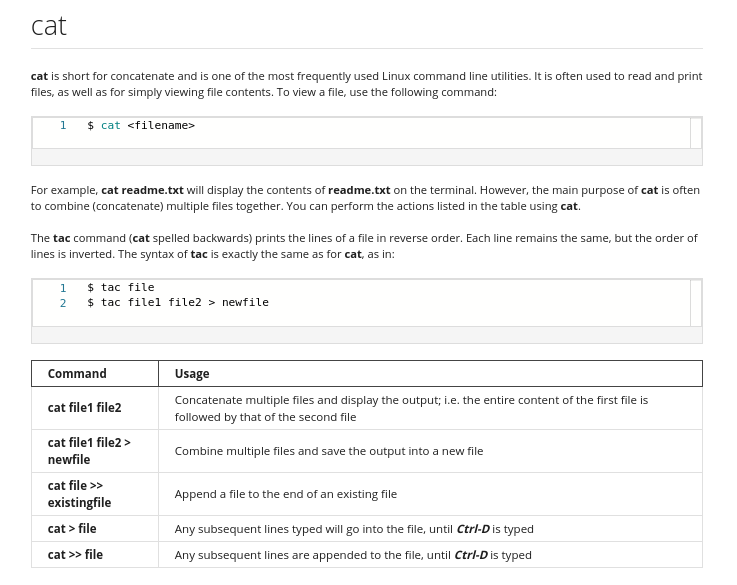 cat
cat is short for concatenate and is one of the most frequently used Linux command line utilities. It is often used to read and print
files, as well as for simply viewing file contents. To view a file, use the following command:
1 $ cat <filename>
For example, cat readme.txt will display the contents of readme.txt on the terminal. However, the main purpose of cat is often
to combine (concatenate) multiple files together. You can perform the actions listed in the table using cat.
The tac command (cat spelled backwards) prints the lines of a file in reverse order. Each line remains the same, but the order of
lines is inverted. The syntax of tac is exactly the same as for cat, as in:
1 $ tac file
2 $ tac file1 file2 > newfile
Command Usage
cat file1 file2 Concatenate multiple files and display the output; i.e. the entire content of the first file is
followed by that of the second file
cat file1 file2 >
newfile Combine multiple files and save the output into a new file
cat file >>
existingfile Append a file to the end of an existing file
cat > file Any subsequent lines typed will go into the file, until Ctrl-D is typed
cat >> file Any subsequent lines are appended to the file, until Ctrl-D is typed